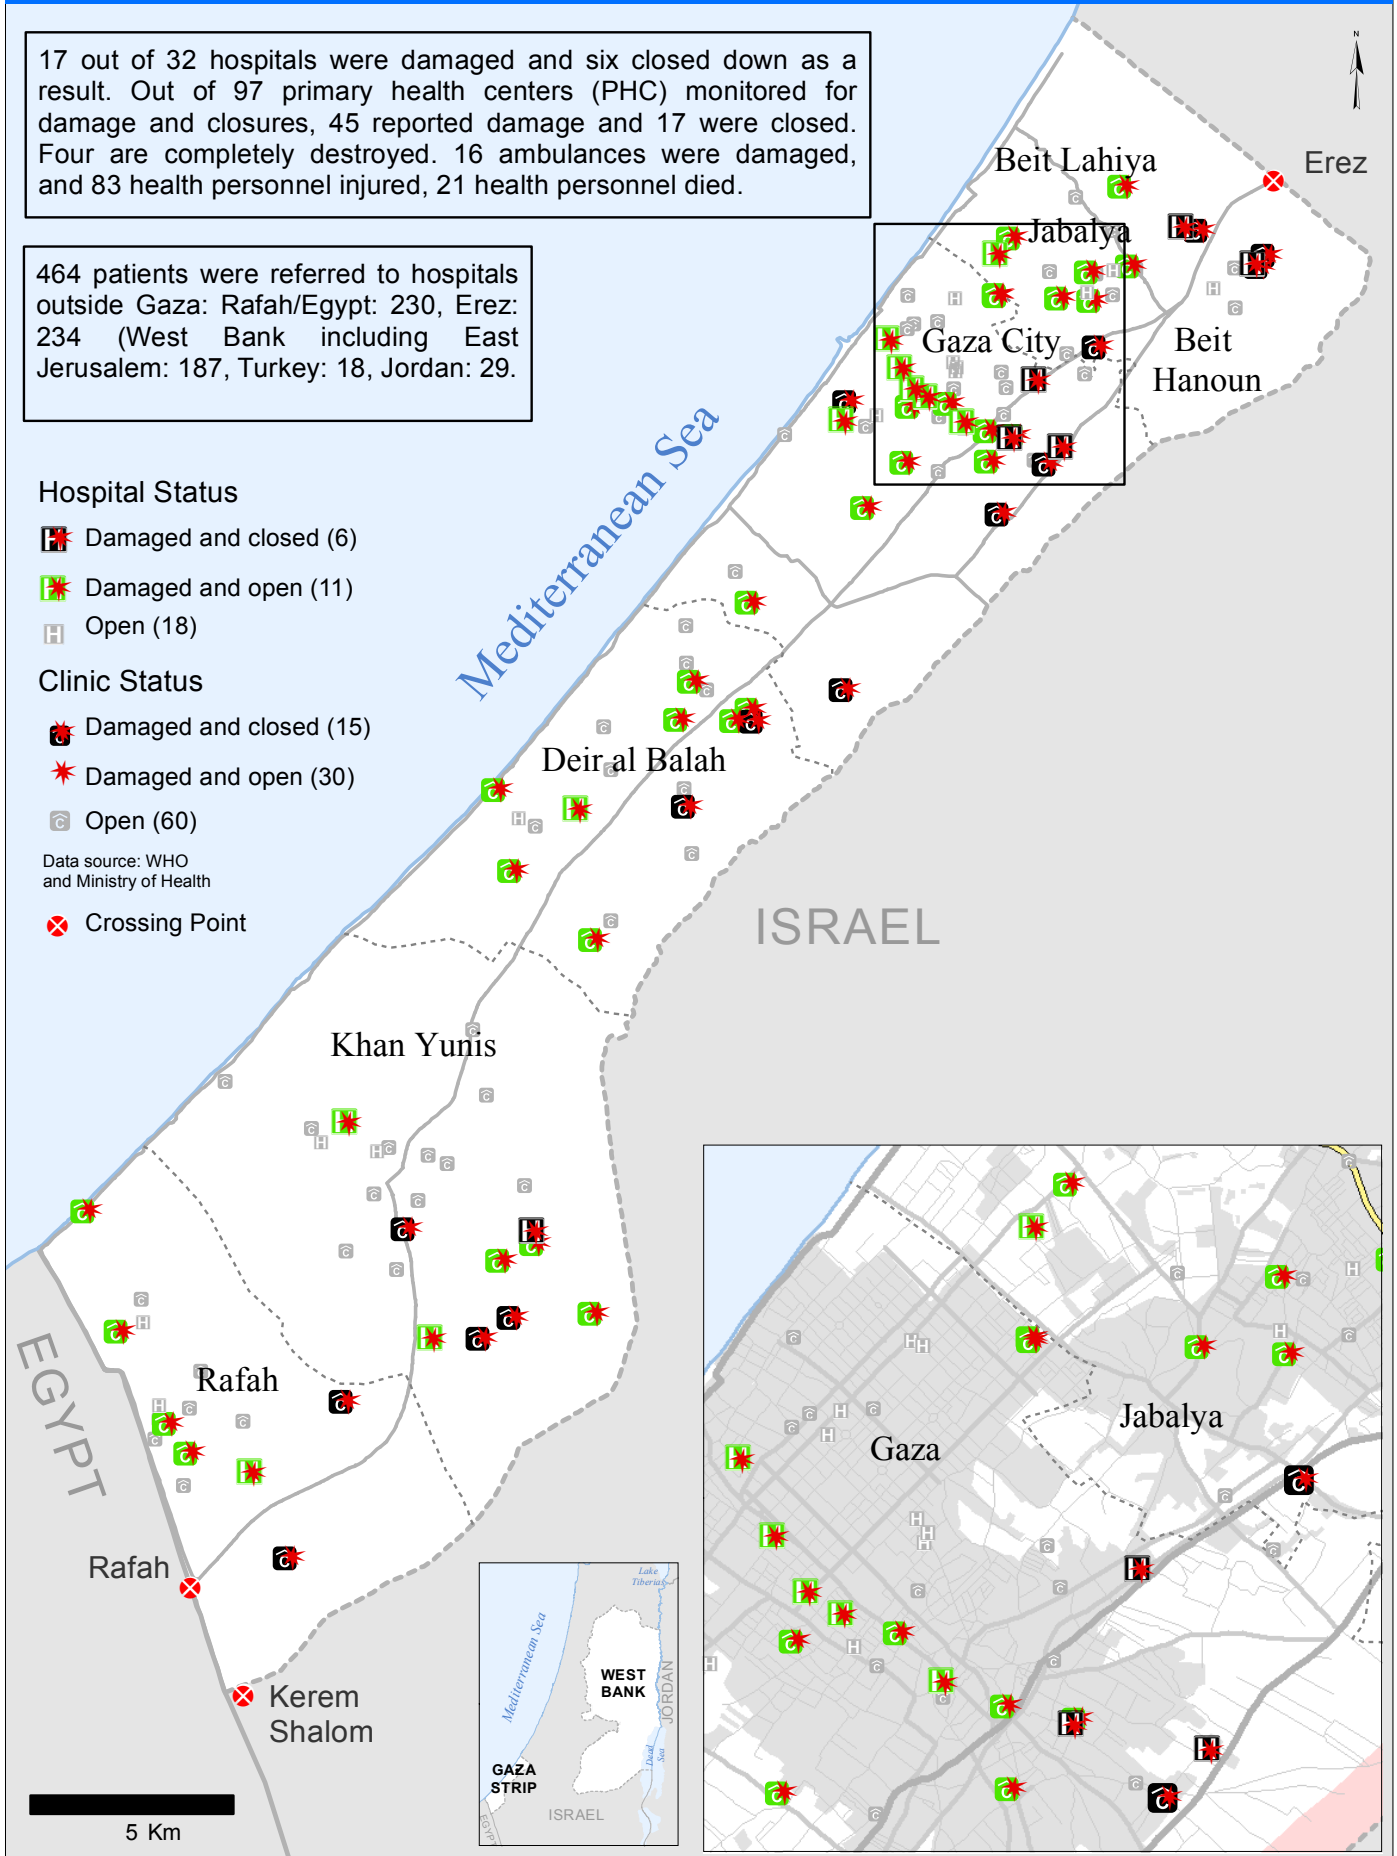 17 out of 32 hospitals were damaged and six closed down as a
result. Out of 97 primary health centers (PHC) monitored for
damage and closures, 45 reported damage and 17 were closed.
Four are completely destroyed. 16 ambulances were damaged,
and 83 health personnel injured, 21 health personnel died.
464 patients were referred to hospitals
outside Gaza: Rafah/Egypt: 230, Erez:
234 (West Bank including East
Jerusalem: 187, Turkey: 18, Jordan: 29.
Hospital Status
Damaged and closed (6)
Damaged and open (11)
Open (18)
Clinic Status
Damaged and closed (15)
Damaged and open (30)
Open (60)
Data source: WHO
and Ministry of Health
Crossing Point
N
Mediterranean Sea
Beit Lahiya
Erez
Jabalya
Gaza City
Beit
Hanoun
Deir al Balah
ISRAEL
Khan Yunis
EGYPT
Rafah
Rafah
Kerem
Shalom
5 Km
Lake
Tiberias
Mediterranean Sea
WEST
BANK
JORDAN
Dead
Sea
GAZA
STRIP
ISRAEL
EGYPT
Jabalya
Gaza